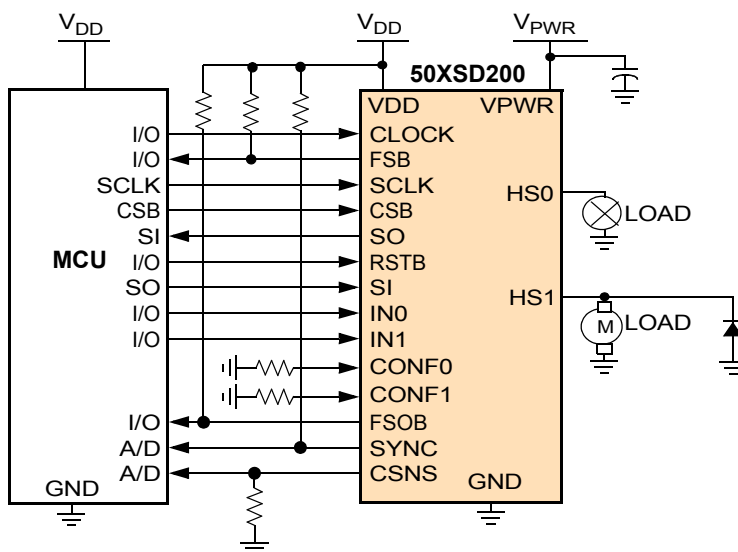 VDD
VDD
VPWR
50XSD200
VDD
VPWR
I/O
CLOCK
I/O
FSB
SCLK
SCLK
HS0
CSB
CSB
LOAD
SI
SO
MCU
I/O
RSTB
SO
SI
HS1
I/O
IN0
M
LOAD
I/O
IN1
CONF0
CONF1
I/O
FSOB
A/D
SYNC
A/D
CSNS
GND
GND